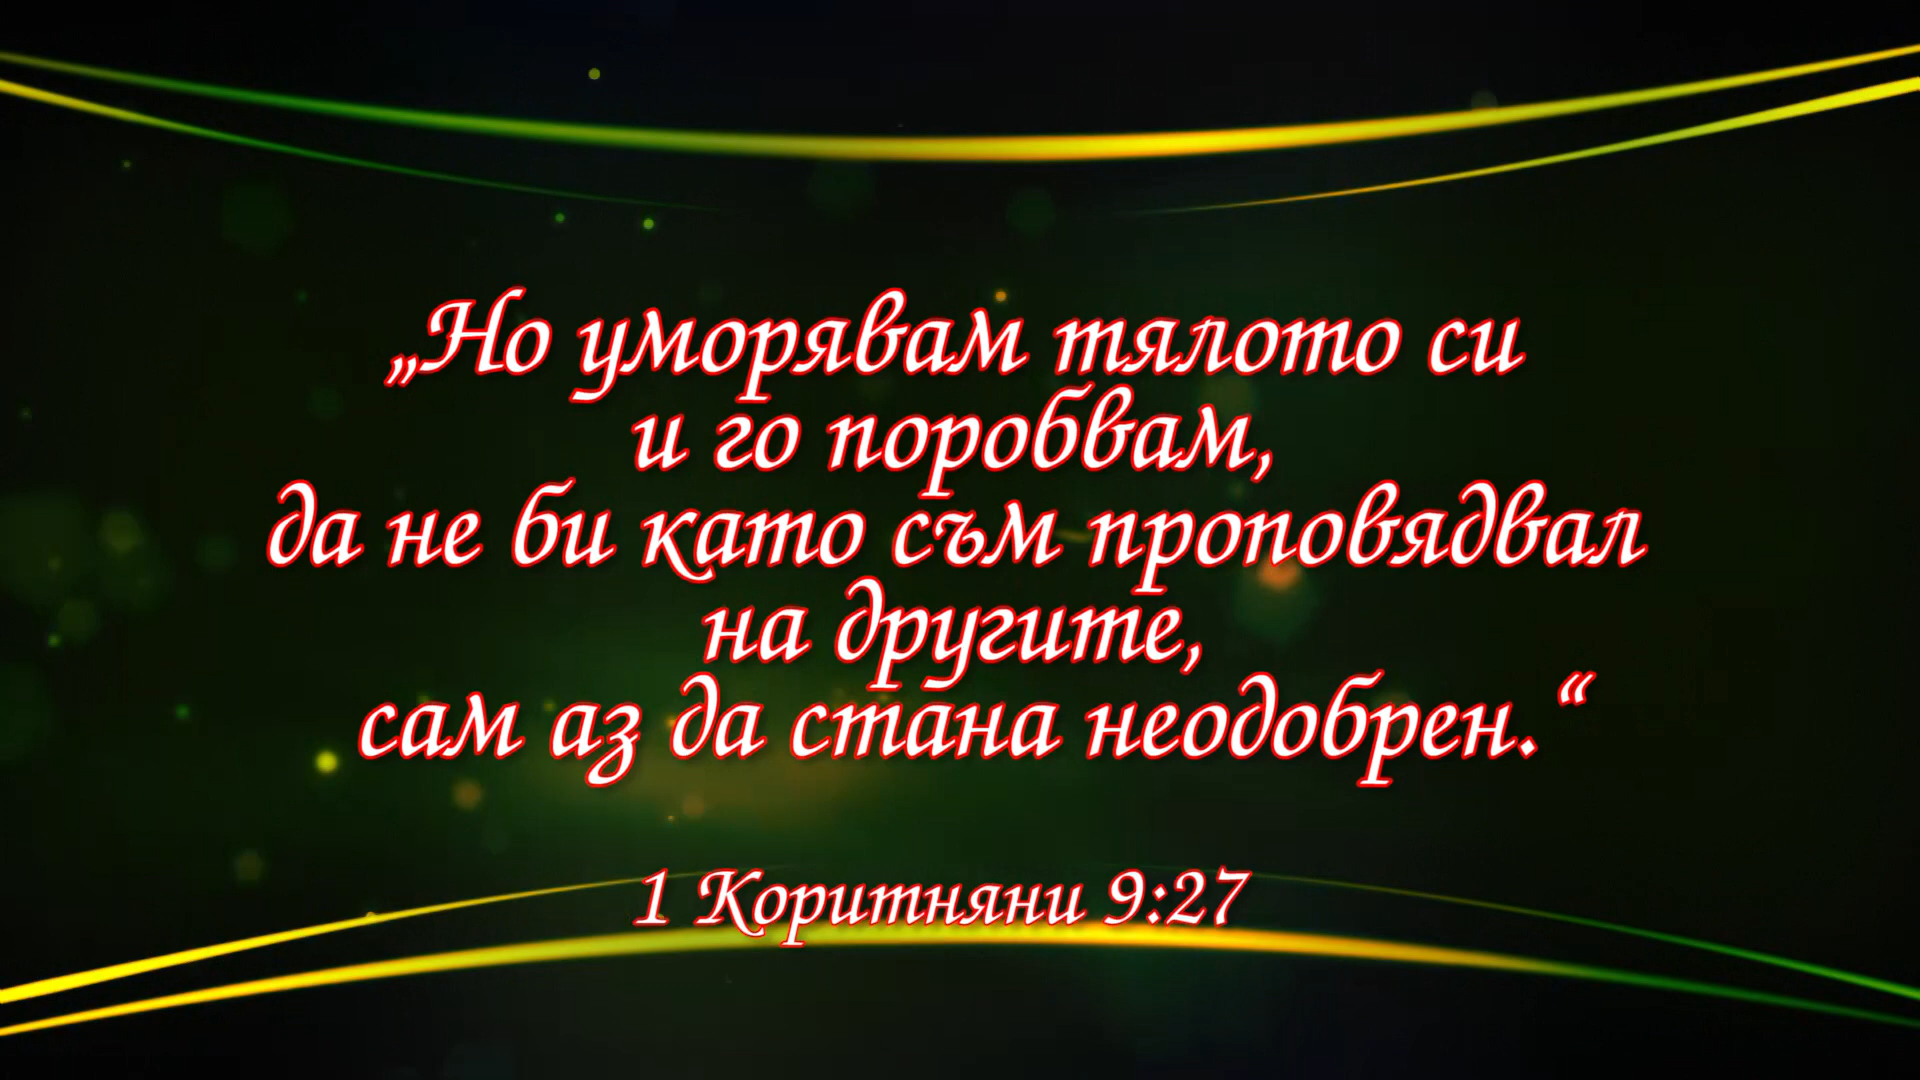 „Но уморявам тялото си
и го поробвам,
да не би като съм проповядвал
на другите,
сам аз да стана неодобрен.“
1 Коритняни 9:27